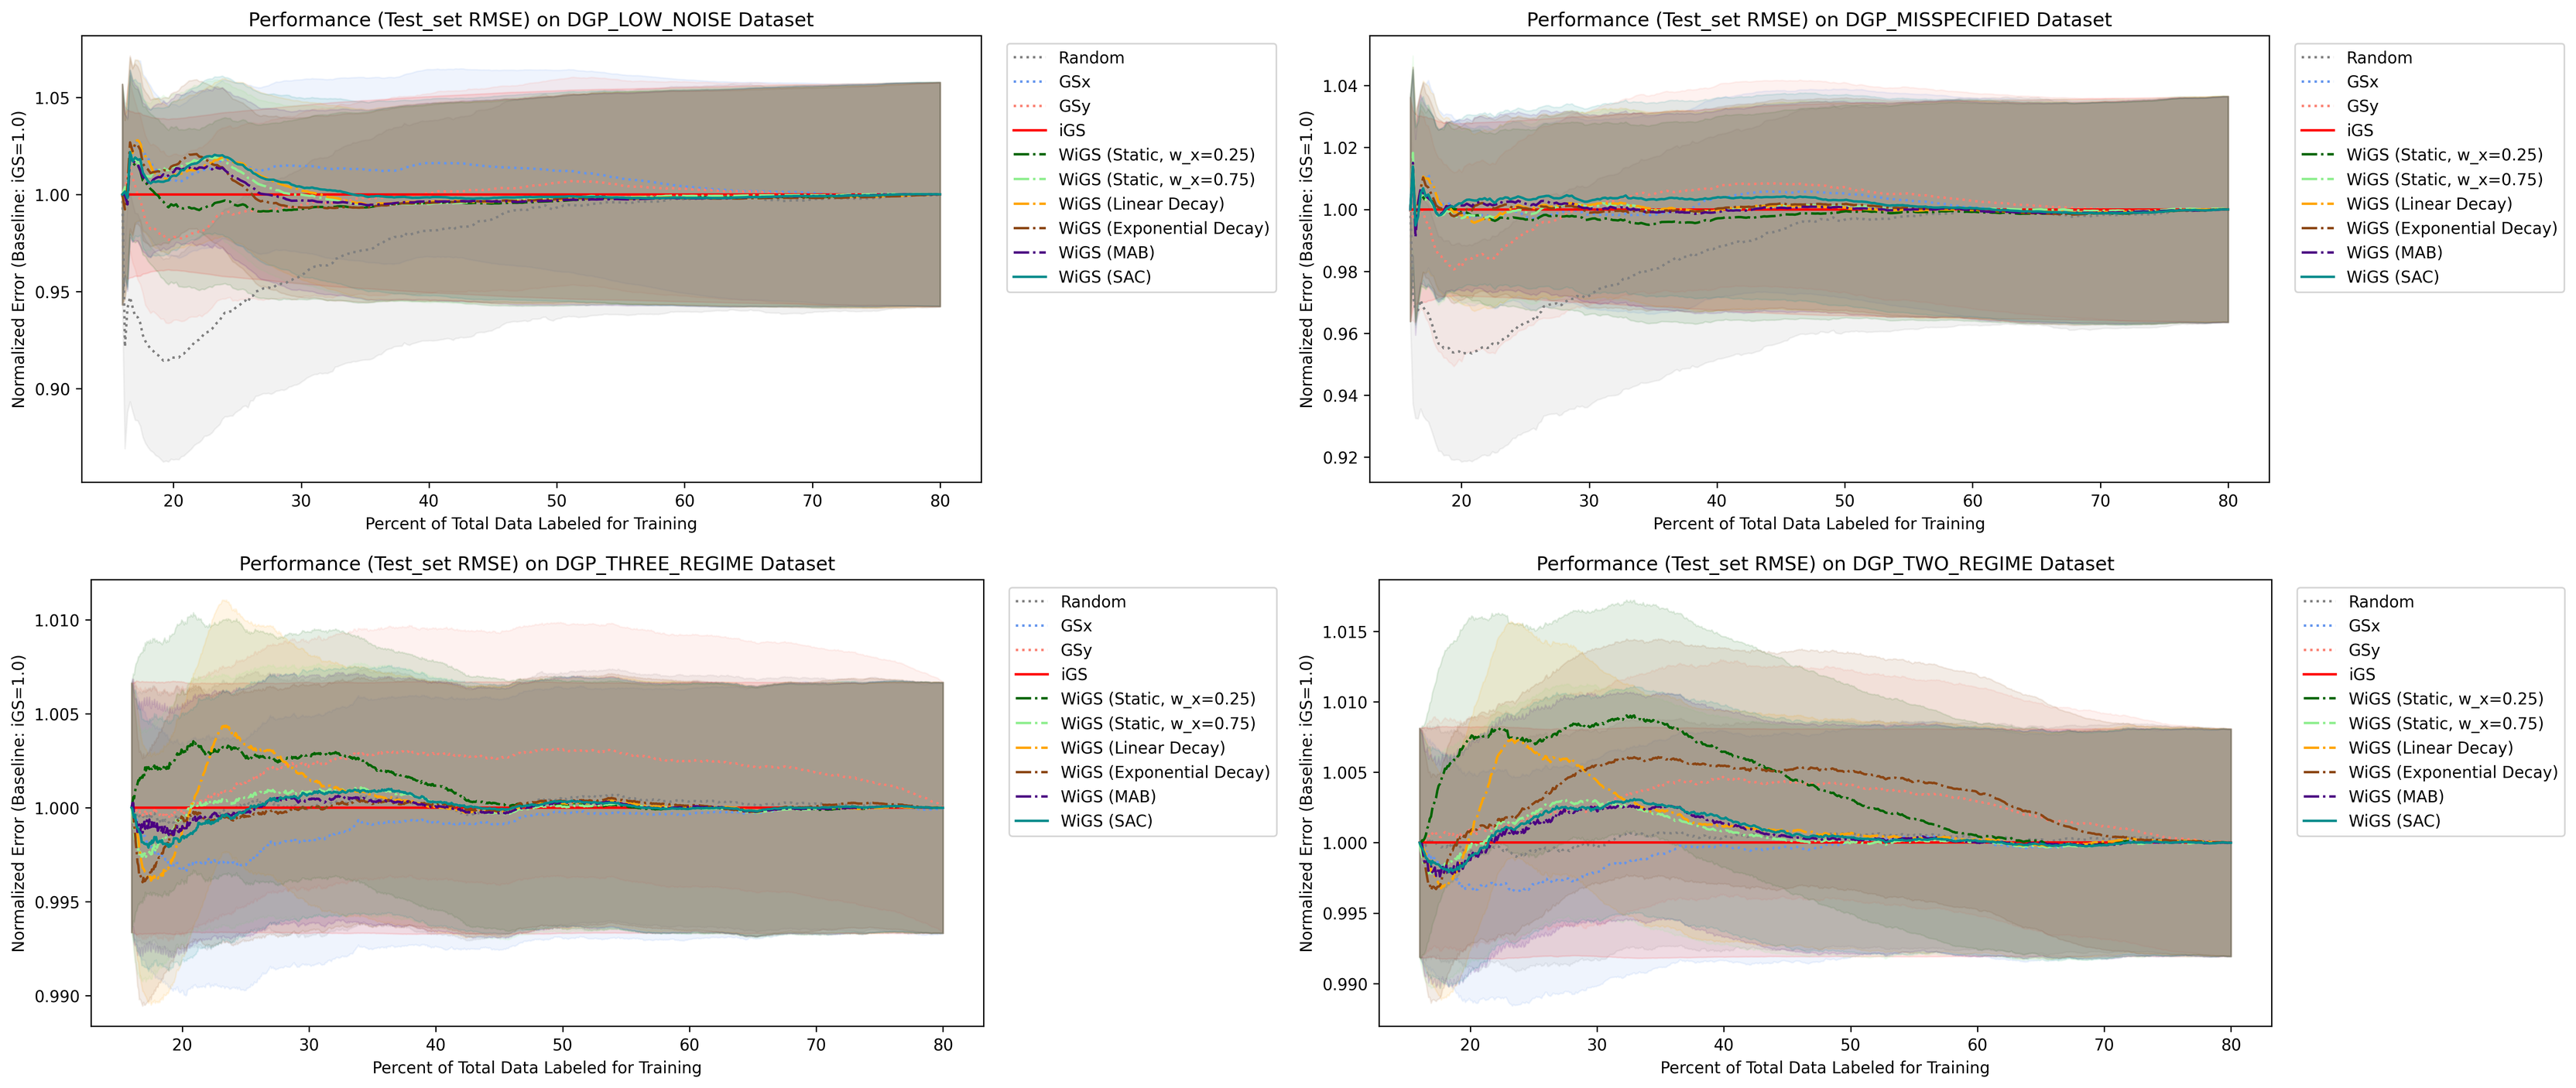 Performance (Test_set RMSE) on DGP_LOW_NOISE Dataset
Normalized Error (Baseline: iGS=1.0)
1.05
1.00
0.95
0.90
20
30
40
50
60
70
80
Percent of Total Data Labeled for Training
Random
GSx
GSy
iGS
WiGS (Static, w_x=0.25)
WiGS (Static, w_x=0.75)
WiGS (Linear Decay)
WiGS (Exponential Decay)
WiGS (MAB)
WiGS (SAC)
Performance (Test_set RMSE) on DGP_MISSPECIFIED Dataset
Normalized Error (Baseline: iGS=1.0)
1.04
1.02
1.00
0.98
0.96
0.94
0.92
20
30
40
50
60
70
80
Percent of Total Data Labeled for Training
Random
GSx
GSy
iGS
WiGS (Static, w_x=0.25)
WiGS (Static, w_x=0.75)
WiGS (Linear Decay)
WiGS (Exponential Decay)
WiGS (MAB)
WiGS (SAC)
Performance (Test_set RMSE) on DGP_THREE_REGIME Dataset
Normalized Error (Baseline: iGS=1.0)
1.010
1.005
1.000
0.995
0.990
20
30
40
50
60
70
80
Percent of Total Data Labeled for Training
Random
GSx
GSy
iGS
WiGS (Static, w_x=0.25)
WiGS (Static, w_x=0.75)
WiGS (Linear Decay)
WiGS (Exponential Decay)
WiGS (MAB)
WiGS (SAC)
Performance (Test_set RMSE) on DGP_TWO_REGIME Dataset
Normalized Error (Baseline: iGS=1.0)
1.015
1.010
1.005
1.000
0.995
0.990
20
30
40
50
60
70
80
Percent of Total Data Labeled for Training
Random
GSx
GSy
iGS
WiGS (Static, w_x=0.25)
WiGS (Static, w_x=0.75)
WiGS (Linear Decay)
WiGS (Exponential Decay)
WiGS (MAB)
WiGS (SAC)